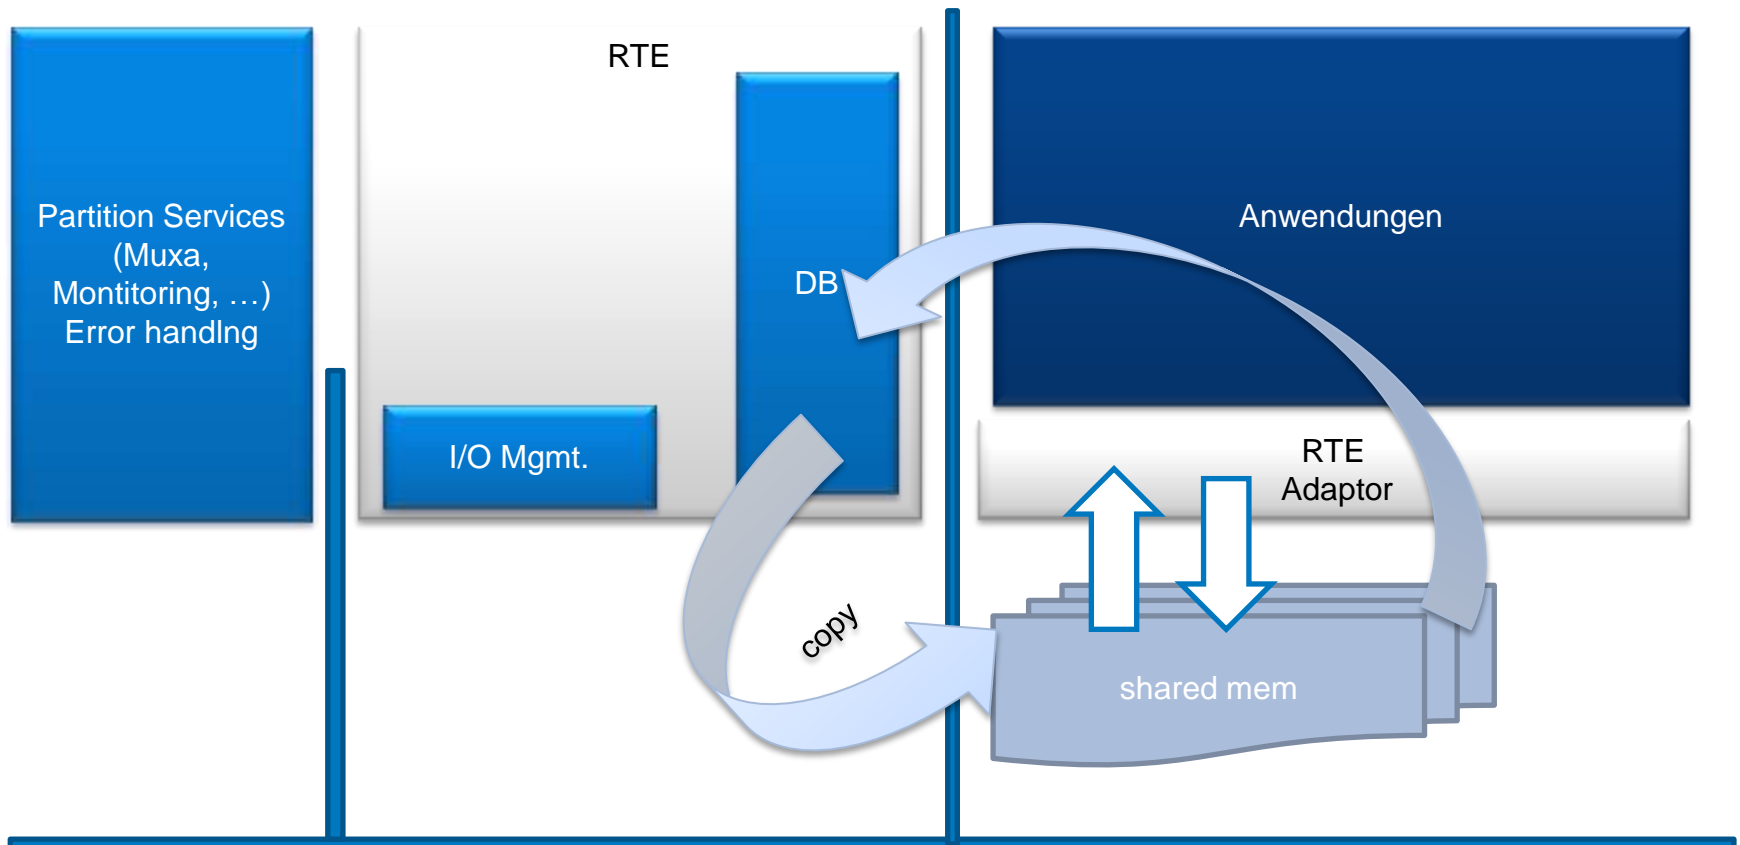 Partition Services
(Muxa,
Montitoring, …)
Error handlng
RTE
DB
I/O Mgmt.
copy
Anwendungen
RTE
Adaptor
shared mem